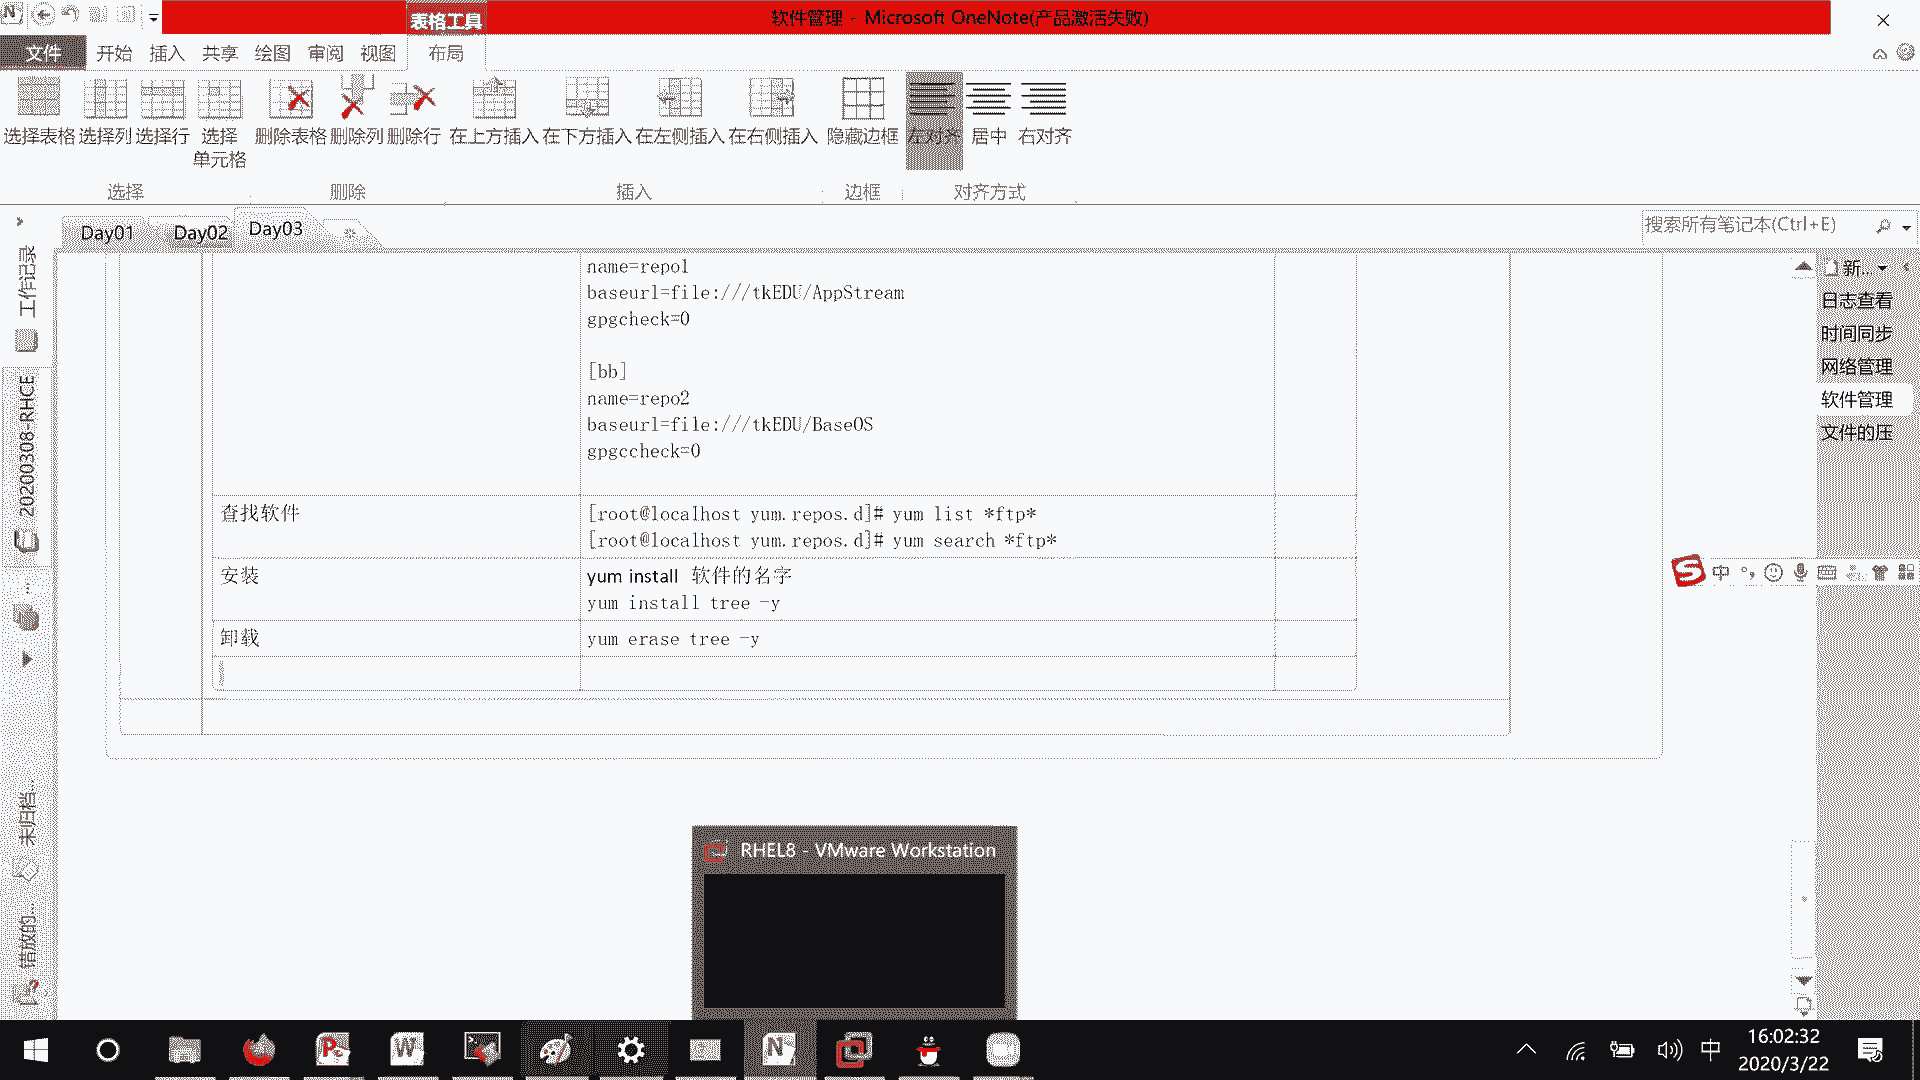 表格工具
软件管理 - Microsoft OneNote(产品激活失败)
文件 开始 插入 共享 绘图 审阅 视图 布局
选择表格 选择列 选择行 选择单元格 删除表格 删除列 删除行 在上方插入 在下方插入 在左侧插入 在右侧插入 隐藏边框 左对齐 居中 右对齐
选择 删除 插入 边框 对齐方式
Day01 Day02 Day03
搜索所有笔记本(Ctrl+E)
工作记录
20200308-RHCE
...
未归档...
错放的...
name=repo1
baseurl=file:///tkEDU/AppStream
gpgcheck=0
[bb]
name=repo2
baseurl=file:///tkEDU/BaseOS
gpgccheck=0
查找软件
[root@localhost yum.repos.d]# yum list *ftp*
[root@localhost yum.repos.d]# yum search *ftp*
安装
yum install 软件的名字
yum install tree -y
卸载
yum erase tree -y
新...
日志查看
时间同步
网络管理
软件管理
文件的压
中
RHEL8 - VMware Workstation
中
16:02:32
2020/3/22